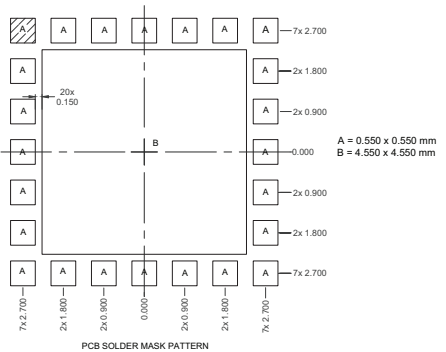 A A A A A A A 7x 2.700
A A 2x 1.800
20x
0.150
A A 2x 0.900
B
A A 0.000
A = 0.550 x 0.550 mm
B = 4.550 x 4.550 mm
A A 2x 0.900
A A 2x 1.800
A A A A A A A 7x 2.700
7x 2.700
2x 1.800
2x 0.900
0.000
2x 0.900
2x 1.800
7x 2.700
PCB SOLDER MASK PATTERN